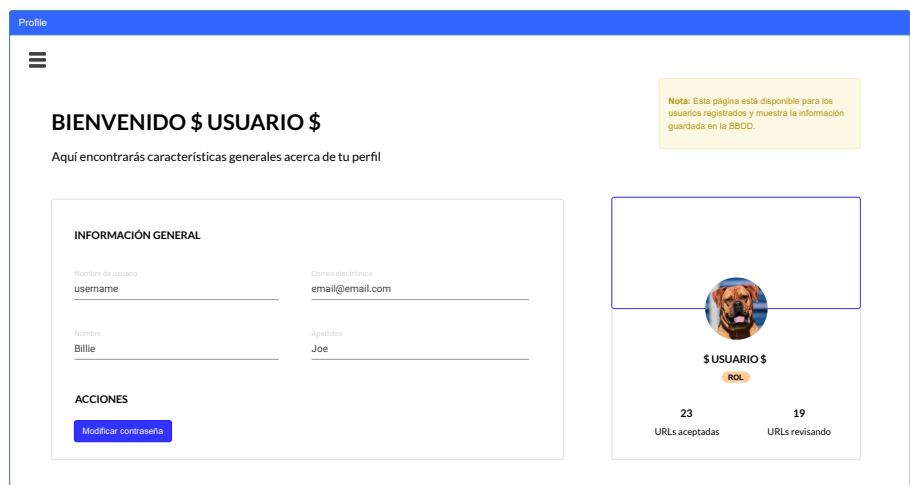 Profile
Nota: Esta página está disponible para los
usuarios registrados y muestra la información
guardada en la BBDD.
BIENVENIDO $ USUARIO $
Aquí encontrarás características generales acerca de tu perfil
INFORMACIÓN GENERAL
Nombre de usuario
username
Correo electrónico
email@email.com
Nombre
Billie
Apellidos
Joe
ACCIONES
Modificar contraseña
$ USUARIO $
ROL
23
URLs aceptadas
19
URLs revisando